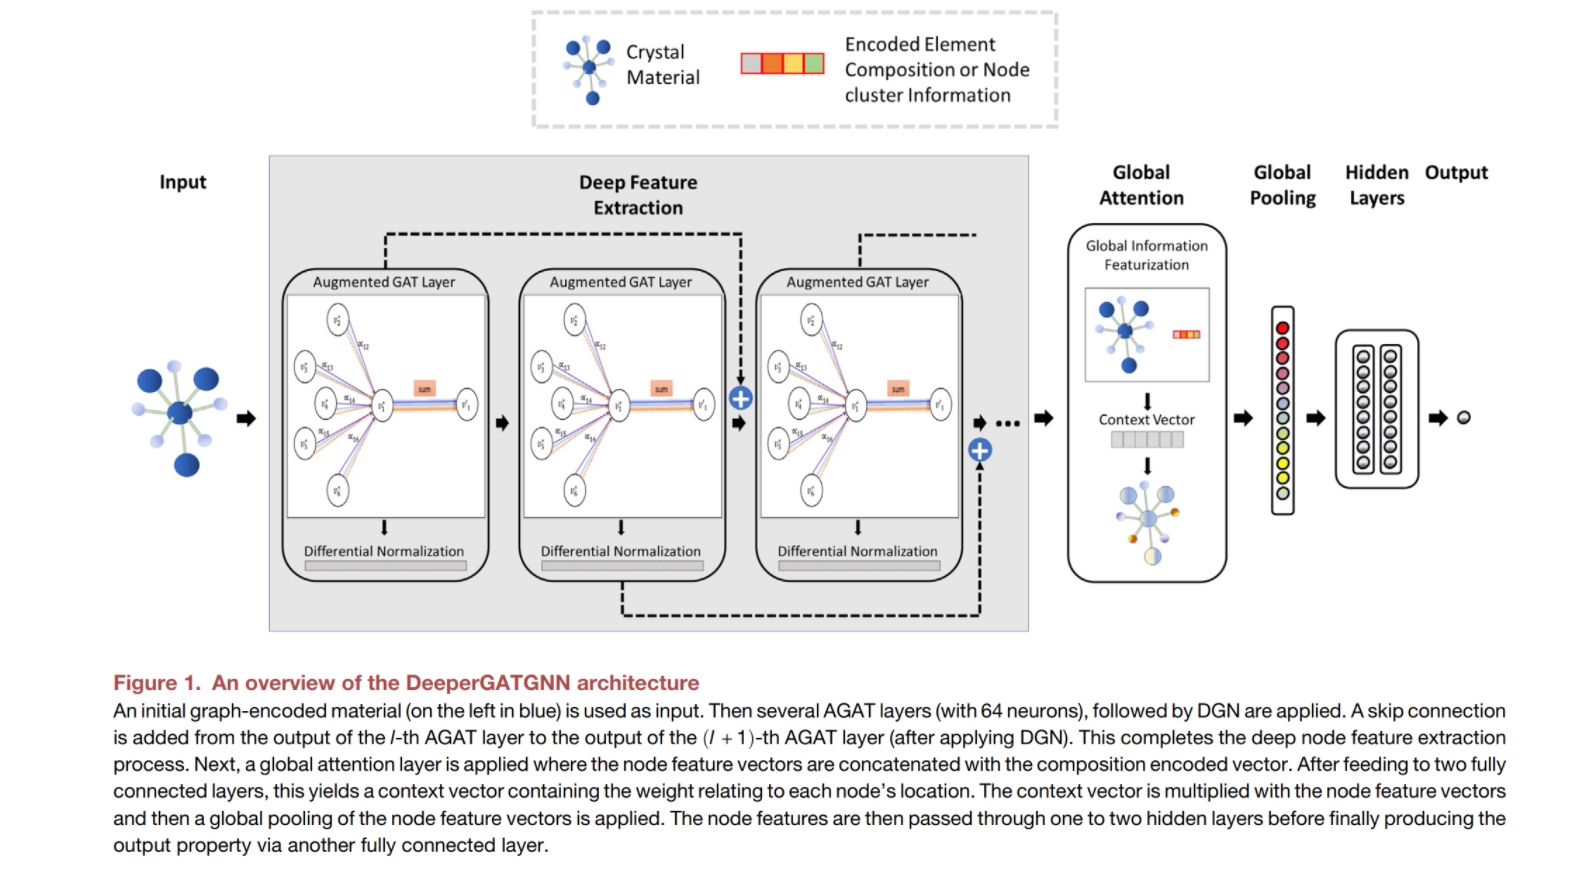 Crystal
Material
Encoded Element
Composition or Node
cluster Information
Input
Deep Feature
Extraction
Global
Attention
Global
Pooling
Hidden
Layers
Output
Augmented GAT Layer
sum
Differential Normalization
Augmented GAT Layer
sum
Differential Normalization
Augmented GAT Layer
sum
Differential Normalization
Global Information
Featurization
Context Vector
Figure 1. An overview of the DeeperGATGNN architecture
An initial graph-encoded material (on the left in blue) is used as input. Then several AGAT layers (with 64 neurons), followed by DGN are applied. A skip connection
is added from the output of the l-th AGAT layer to the output of the (l + 1)-th AGAT layer (after applying DGN). This completes the deep node feature extraction
process. Next, a global attention layer is applied where the node feature vectors are concatenated with the composition encoded vector. After feeding to two fully
connected layers, this yields a context vector containing the weight relating to each node's location. The context vector is multiplied with the node feature vectors
and then a global pooling of the node feature vectors is applied. The node features are then passed through one to two hidden layers before finally producing the
output property via another fully connected layer.